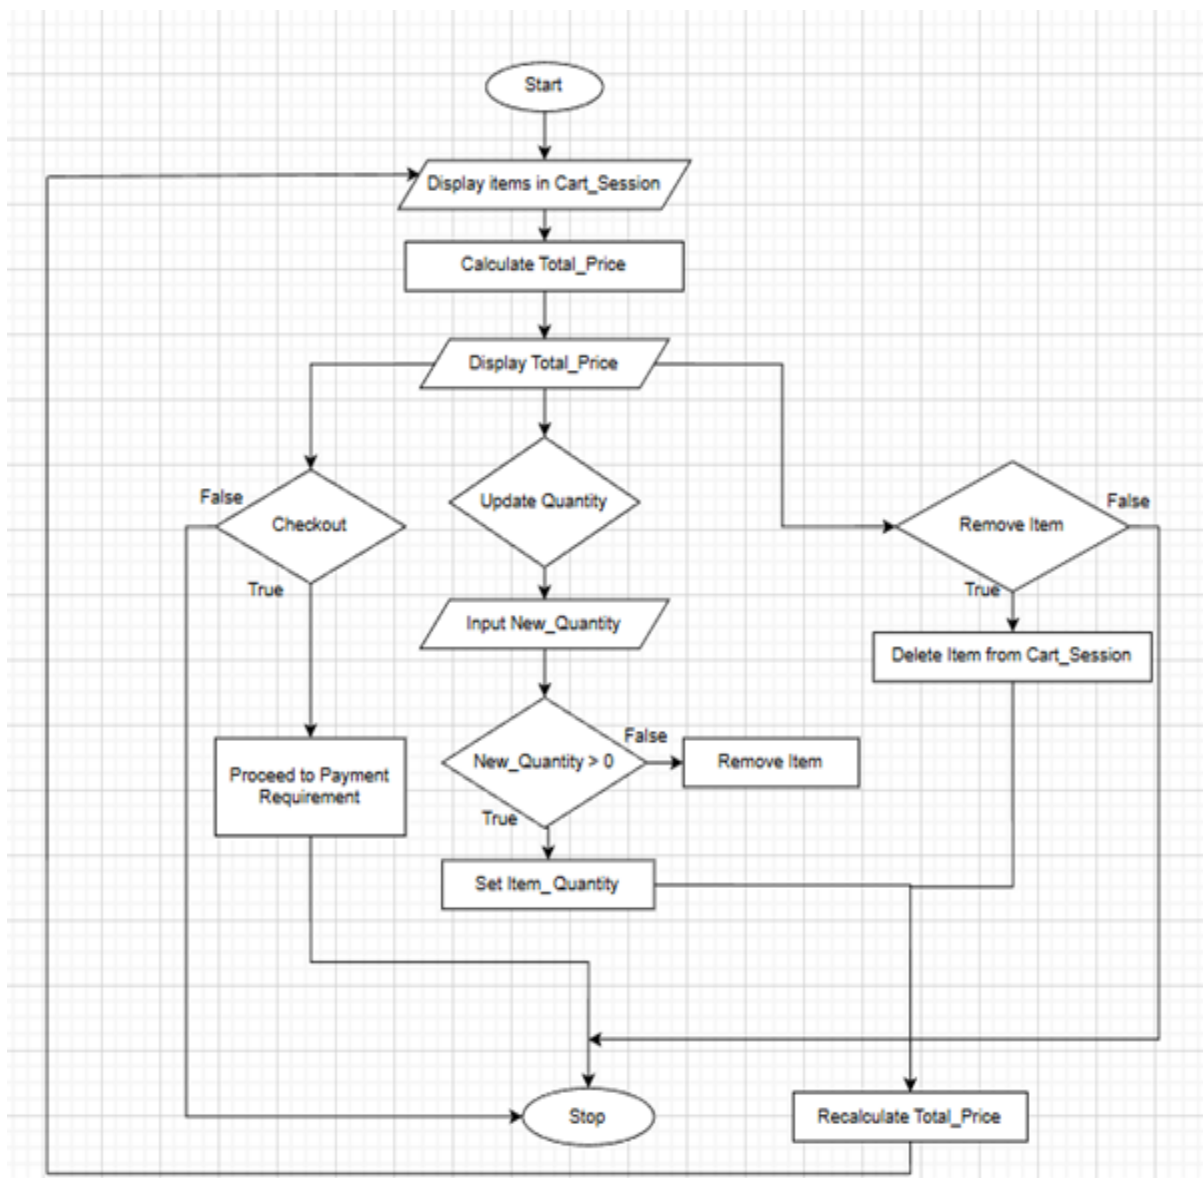 Start
Display items in Cart_Session
Calculate Total_Price
Display Total_Price
False
Checkout
True
Update Quantity
Remove Item
False
True
Input New_Quantity
Delete Item from Cart_Session
New_Quantity > 0
False
Remove Item
True
Proceed to Payment
Requirement
Set Item_ Quantity
Stop
Recalculate Total_Price